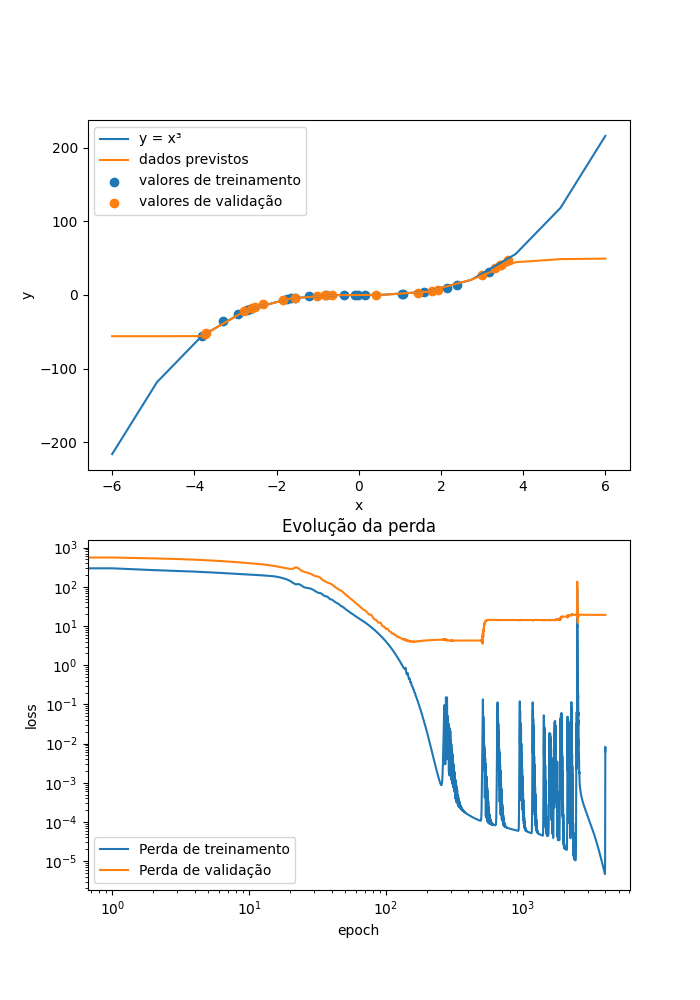 y = x³
dados previstos
valores de treinamento
valores de validação
200
100
0
−100
−200
y
−6
−4
−2
0
2
4
6
x
Evolução da perda
10³
10²
10¹
10⁰
10⁻¹
10⁻²
10⁻³
10⁻⁴
10⁻⁵
loss
Perda de treinamento
Perda de validação
10⁰
10¹
10²
10³
epoch